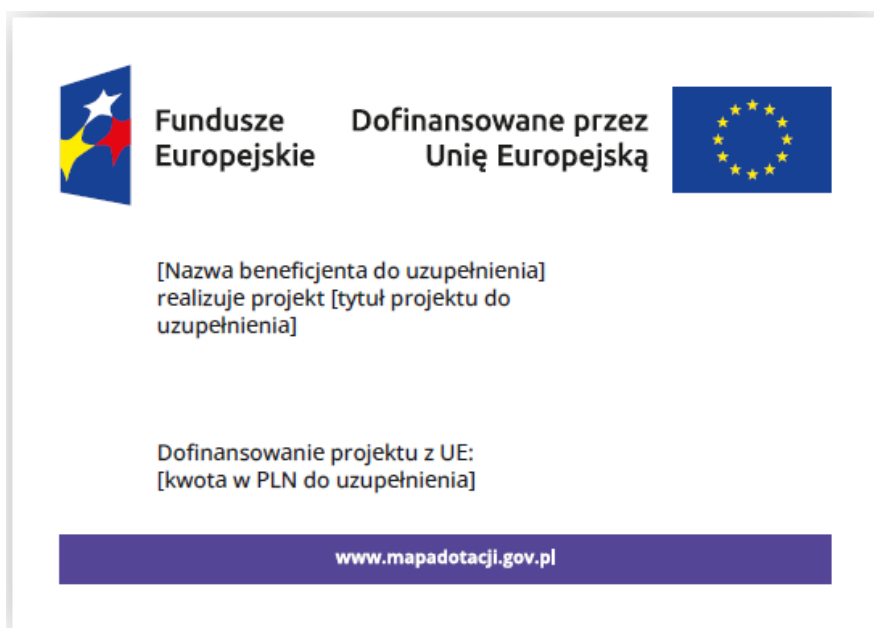 Fundusze
Europejskie
Dofinansowane przez
Unię Europejską
[Nazwa beneficjenta do uzupełnienia]
realizuje projekt [tytuł projektu do
uzupełnienia]
Dofinansowanie projektu z UE:
[kwota w PLN do uzupełnienia]
www.mapadotacji.gov.pl